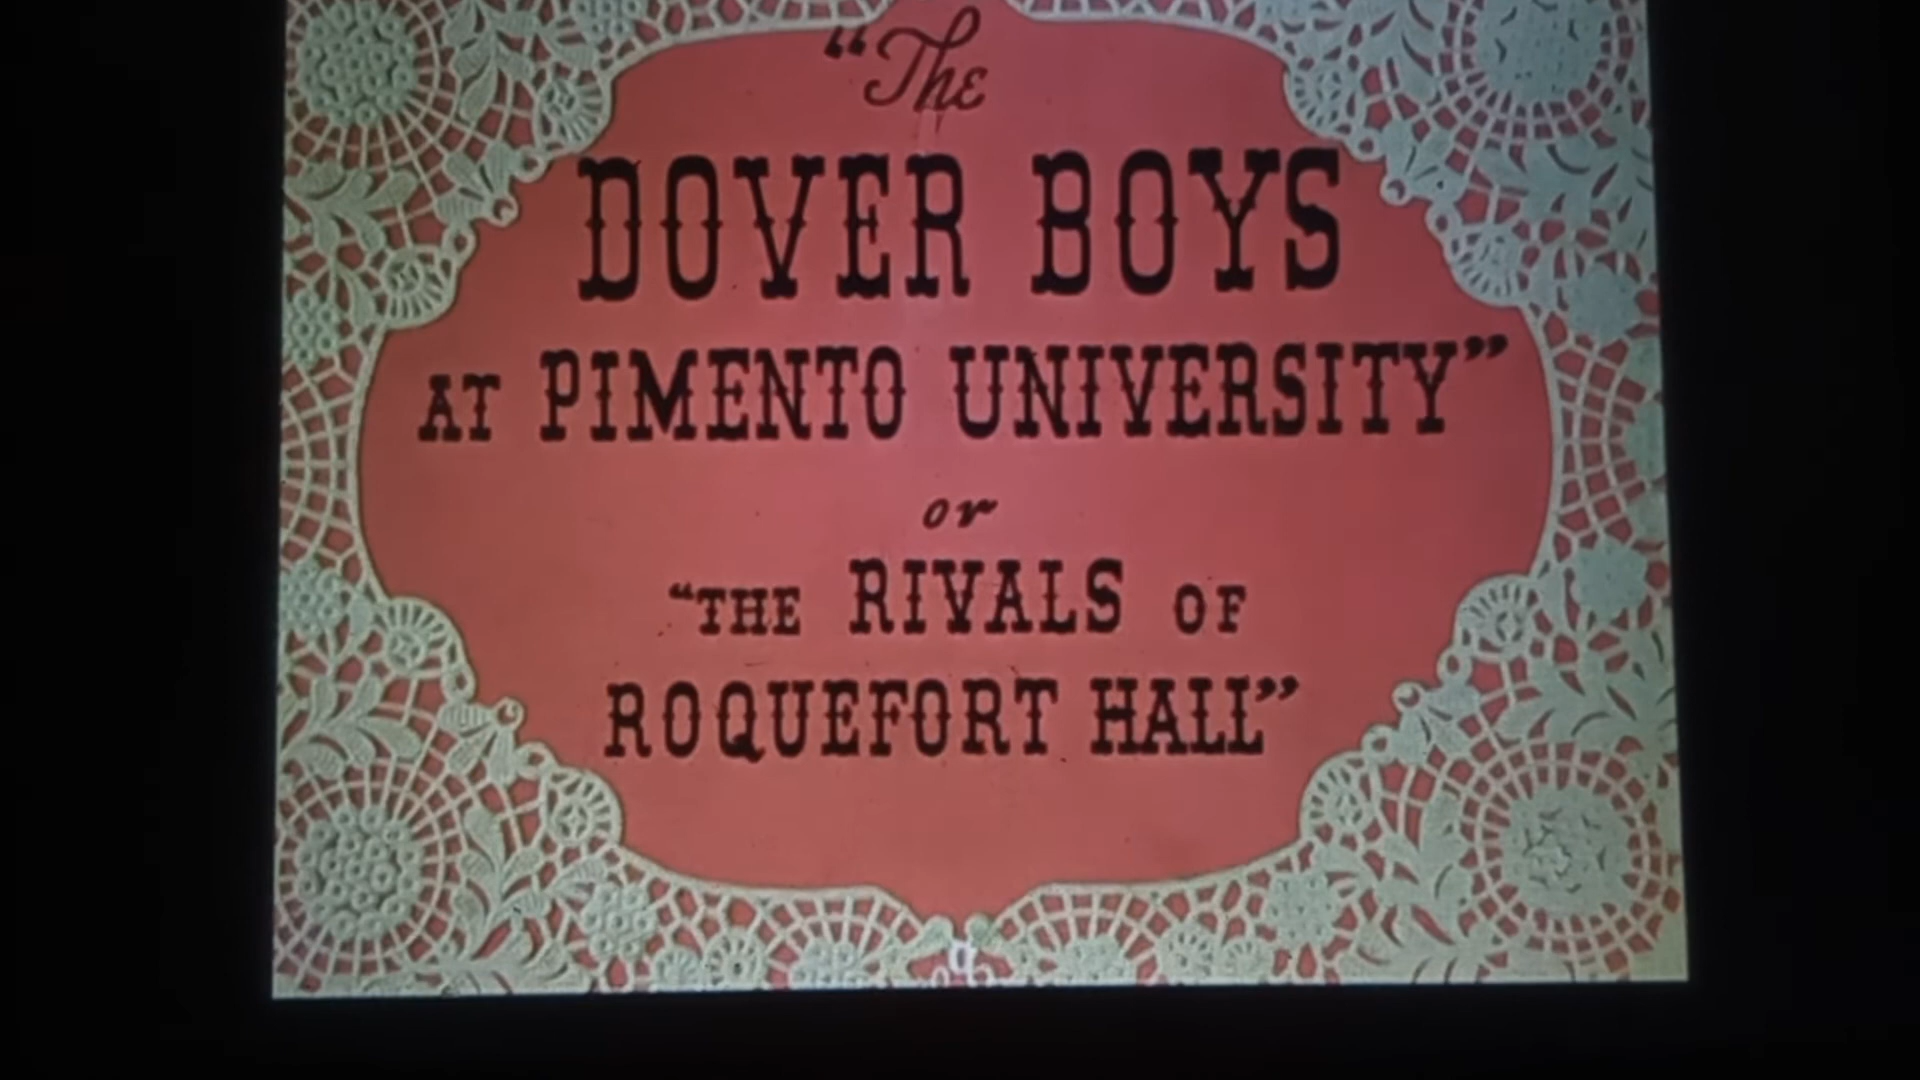 “The
DOVER BOYS
AT PIMENTO UNIVERSITY”
or
“THE RIVALS OF
ROQUEFORT HALL”